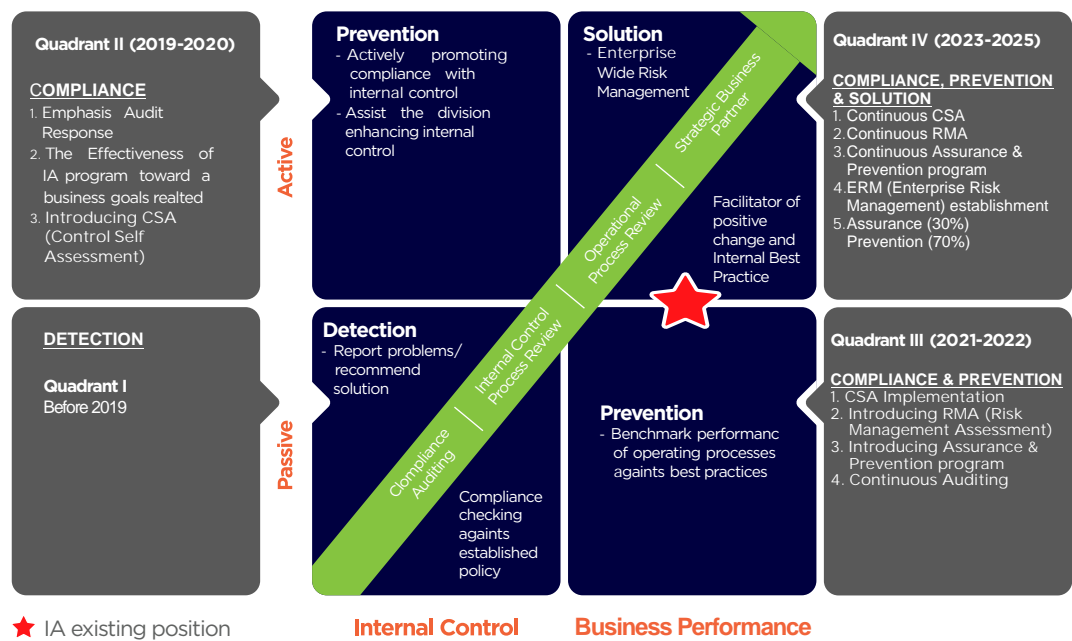 Quadrant II (2019-2020)
COMPLIANCE
1. Emphasis Audit
Response
2. The Effectiveness of
IA program toward a
business goals realted
3. Introducing CSA
(Control Self
Assessment)
DETECTION
Quadrant I
Before 2019
Active
Passive
Prevention
- Actively promoting
compliance with
internal control
- Assist the division
enhancing internal
control
Solution
- Enterprise
Wide Risk
Management
Facilitator of
positive
change and
Internal Best
Practice
Detection
- Report problems/
recommend
solution
Compliance
checking
againts
established
policy
Prevention
- Benchmark performanc
of operating processes
againts best practices
Clompliance
Auditing
Internal Control
Process Review
Operational
Process Review
Strategic Business
Partner
Quadrant IV (2023-2025)
COMPLIANCE, PREVENTION
& SOLUTION
1. Continuous CSA
2. Continuous RMA
3. Continuous Assurance &
Prevention program
4. ERM (Enterprise Risk
Management) establishment
5. Assurance (30%)
Prevention (70%)
Quadrant III (2021-2022)
COMPLIANCE & PREVENTION
1. CSA Implementation
2. Introducing RMA (Risk
Management Assessment)
3. Introducing Assurance &
Prevention program
4. Continuous Auditing
IA existing position
Internal Control
Business Performance